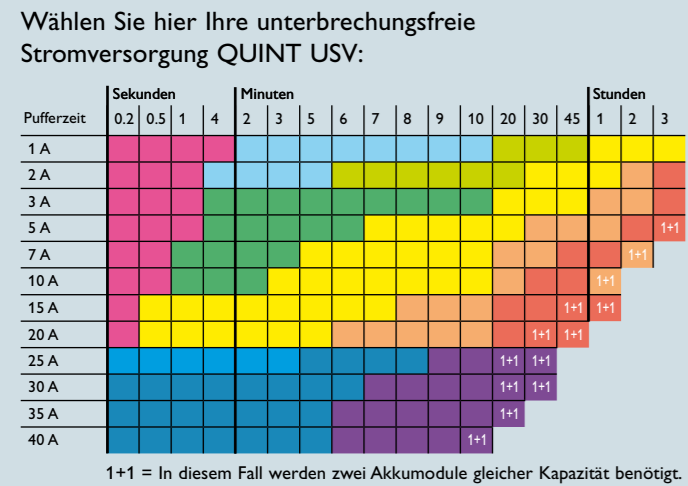 Wählen Sie hier Ihre unterbrechungsfreie
Stromversorgung QUINT USV:
Sekunden Minuten Stunden
Pufferzeit 0.2 0.5 1 4 2 3 5 6 7 8 9 10 20 30 45 1 2 3
1 A
2 A
3 A
5 A 1+1
7 A 1+1
10 A 1+1
15 A 1+1 1+1
20 A 1+1 1+1
25 A 1+1 1+1
30 A 1+1 1+1
35 A 1+1
40 A 1+1
1+1 = In diesem Fall werden zwei Akkumodule gleicher Kapazität benötigt.